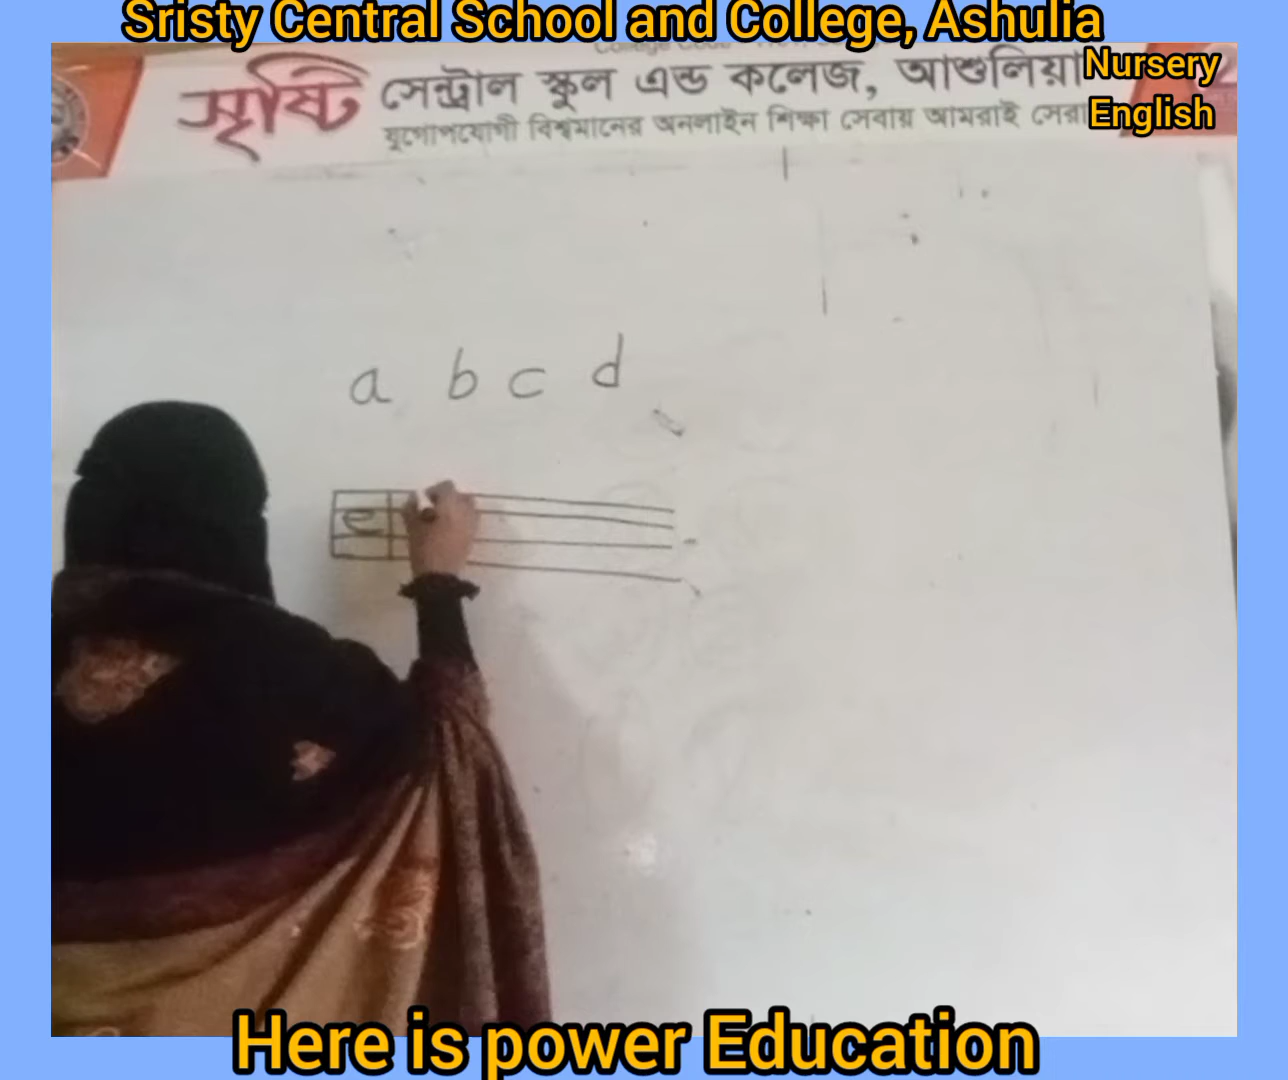 Sristy Central School and College, Ashulia
সৃষ্টি সেন্ট্রাল স্কুল এন্ড কলেজ, আশুলিয়া
Nursery
যুগোপযোগী বিশ্বমানের অনলাইন শিক্ষা সেবায় আমরাই সেরা
English
a b c d
e
Here is power Education